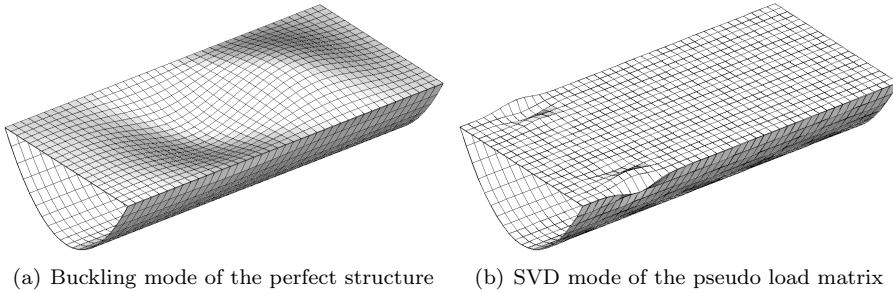 (a) Buckling mode of the perfect structure
(b) SVD mode of the pseudo load matrix